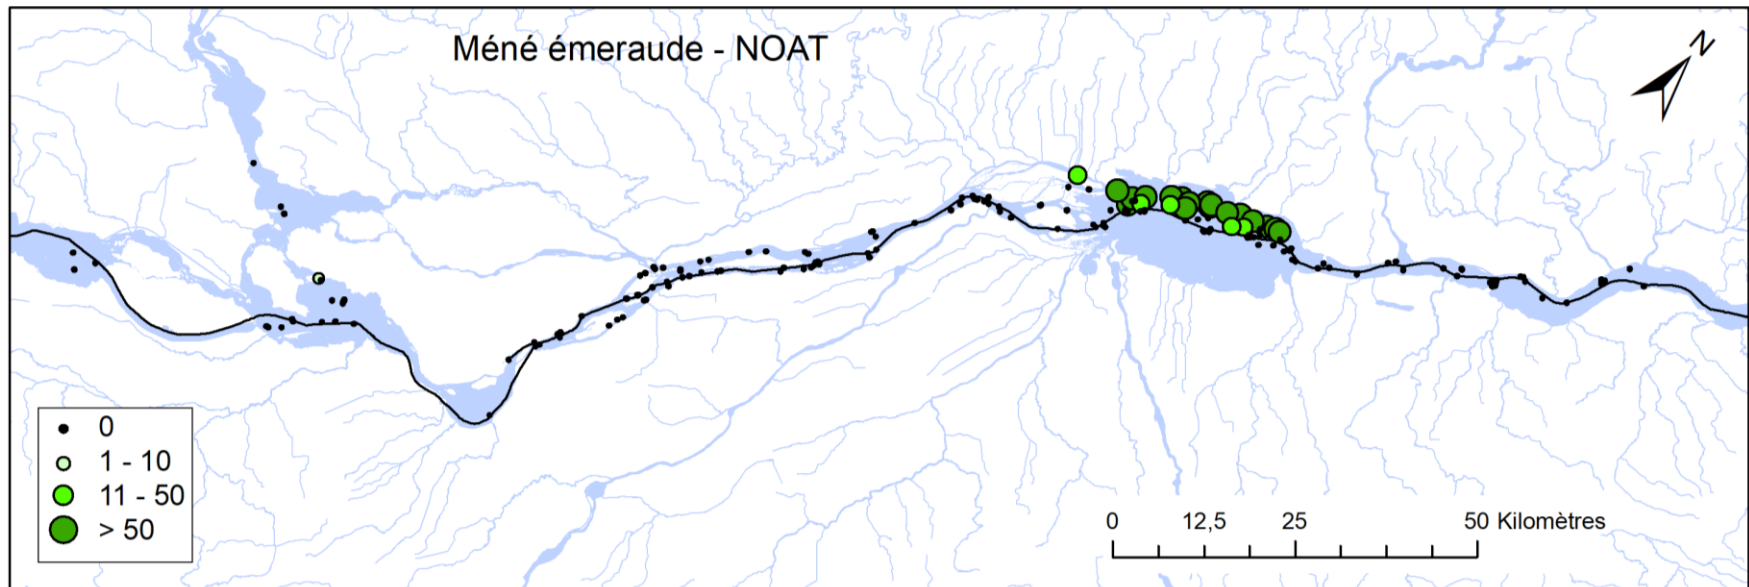 Méné émeraude - NOAT
N
0
1 - 10
11 - 50
> 50
0 12,5 25 50 Kilomètres